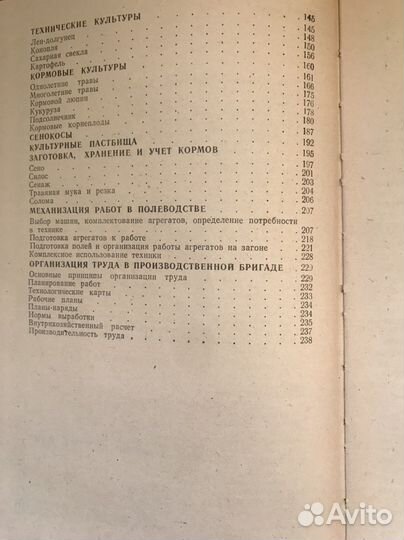 ТЕХНИЧЕСКИЕ КУЛЬТУРЫ . . . 145
Лен-долгунец . . . 145
Конопля . . . 148
Сахарная свекла . . . 150
Картофель . . . 156
КОРМОВЫЕ КУЛЬТУРЫ . . . 160
Однолетние травы . . . 161
Многолетние травы . . . 166
Кормовой люпин . . . 175
Кукуруза . . . 176
Подсолнечник . . . 178
Кормовые корнеплоды . . . 180
СЕНОКОСЫ . . . 187
КУЛЬТУРНЫЕ ПАСТБИЩА . . . 192
ЗАГОТОВКА, ХРАНЕНИЕ И УЧЕТ КОРМОВ . . . 195
Сено . . . 197
Силос . . . 201
Сенаж . . . 203
Травяная мука и резка . . . 204
Солома . . . 206
МЕХАНИЗАЦИЯ РАБОТ В ПОЛЕВОДСТВЕ . . . 207
Выбор машин, комплектование агрегатов, определение потребности
в технике . . . 207
Подготовка агрегатов к работе . . . 218
Подготовка полей и организация работы агрегатов на загоне . . . 221
Комплексное использование техники . . . 228
ОРГАНИЗАЦИЯ ТРУДА В ПРОИЗВОДСТВЕННОЙ БРИГАДЕ . . . 229
Основные принципы организации труда . . . 229
Планирование работ . . . 232
Технологические карты . . . 233
Рабочие планы . . . 234
Планы-наряды . . . 234
Нормы выработки . . . 235
Внутрихозяйственный расчет . . . 237
Производительность труда . . . 238
Avito